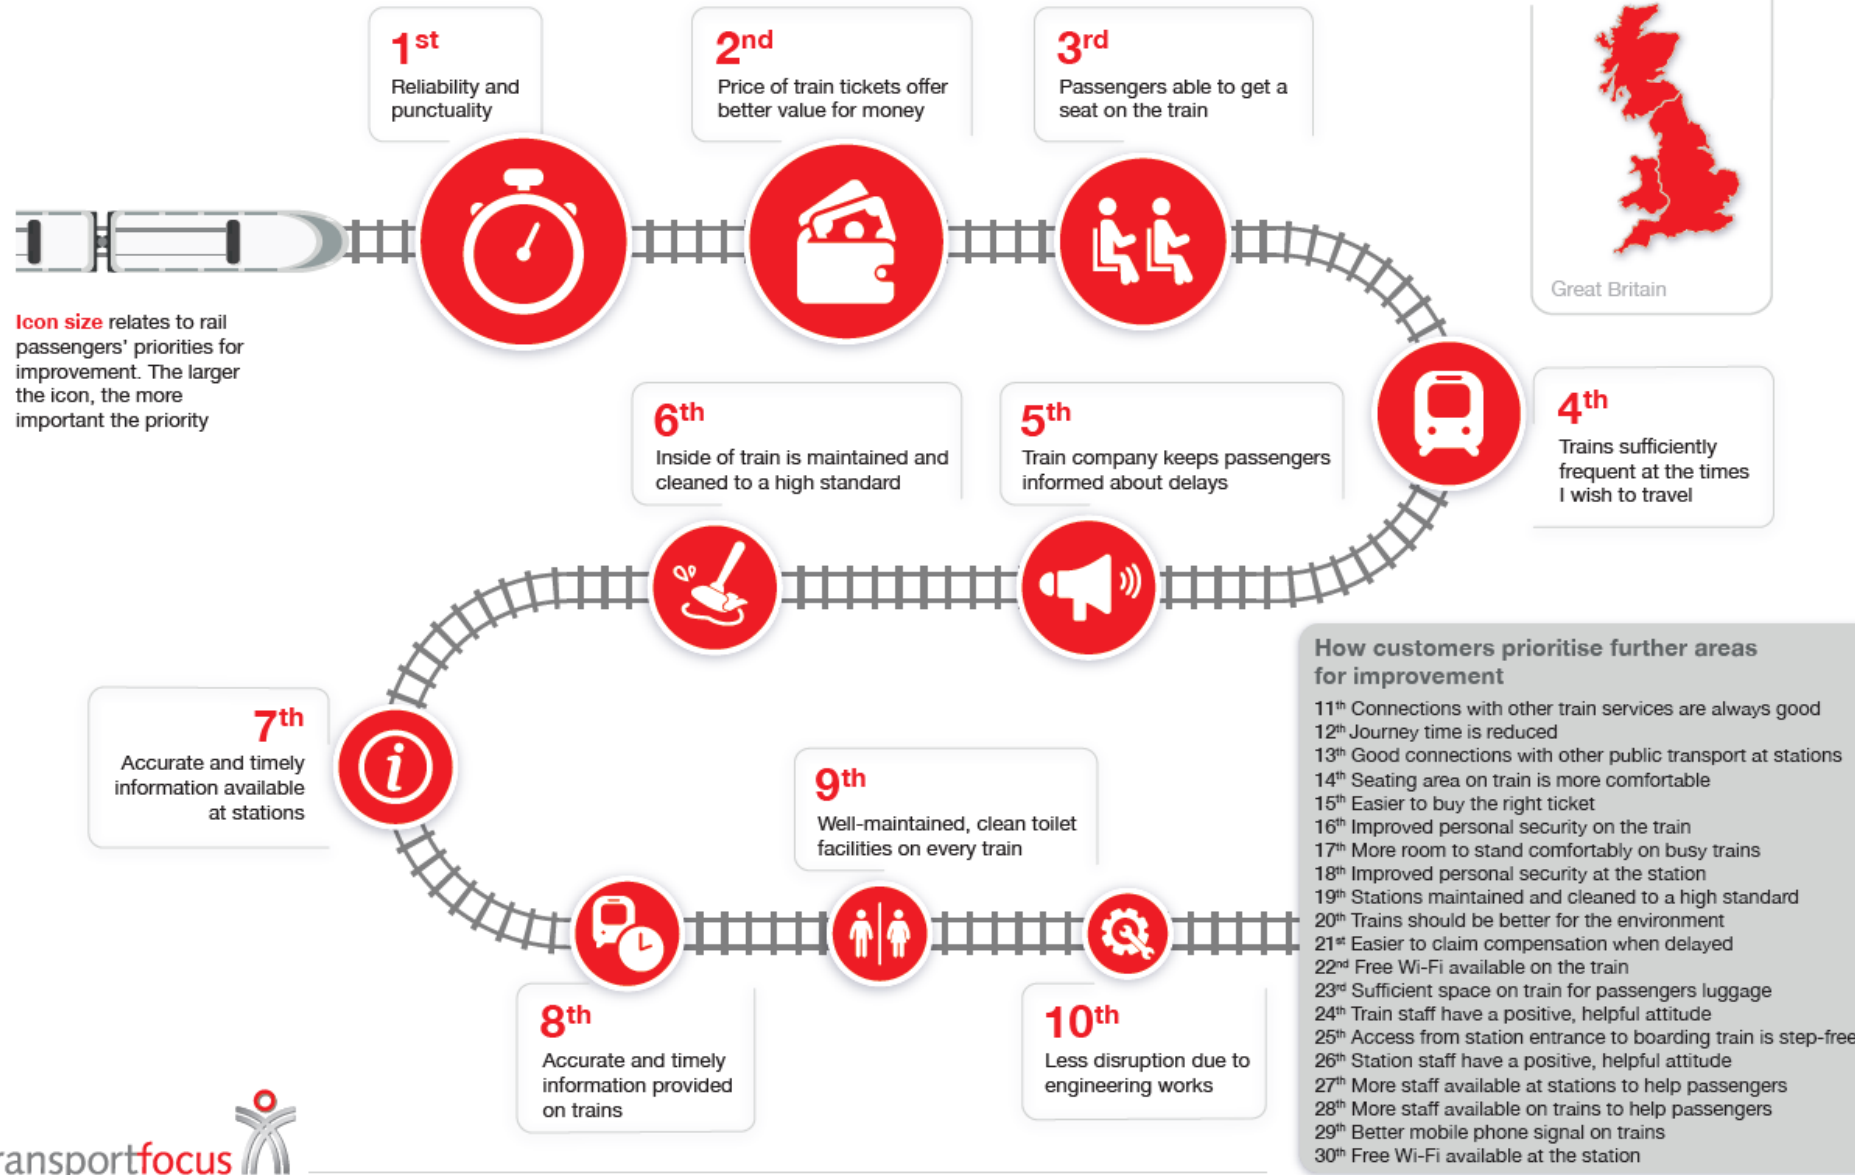 1st
Reliability and
punctuality
2nd
Price of train tickets offer
better value for money
3rd
Passengers able to get a
seat on the train
Great Britain
Icon size relates to rail
passengers' priorities for
improvement. The larger
the icon, the more
important the priority
4th
Trains sufficiently
frequent at the times
I wish to travel
5th
Train company keeps passengers
informed about delays
6th
Inside of train is maintained and
cleaned to a high standard
7th
Accurate and timely
information available
at stations
8th
Accurate and timely
information provided
on trains
9th
Well-maintained, clean toilet
facilities on every train
10th
Less disruption due to
engineering works
How customers prioritise further areas
for improvement
11th Connections with other train services are always good
12th Journey time is reduced
13th Good connections with other public transport at stations
14th Seating area on train is more comfortable
15th Easier to buy the right ticket
16th Improved personal security on the train
17th More room to stand comfortably on busy trains
18th Improved personal security at the station
19th Stations maintained and cleaned to a high standard
20th Trains should be better for the environment
21st Easier to claim compensation when delayed
22nd Free Wi-Fi available on the train
23rd Sufficient space on train for passengers luggage
24th Train staff have a positive, helpful attitude
25th Access from station entrance to boarding train is step-free
26th Station staff have a positive, helpful attitude
27th More staff available at stations to help passengers
28th More staff available on trains to help passengers
29th Better mobile phone signal on trains
30th Free Wi-Fi available at the station
ransportfocus